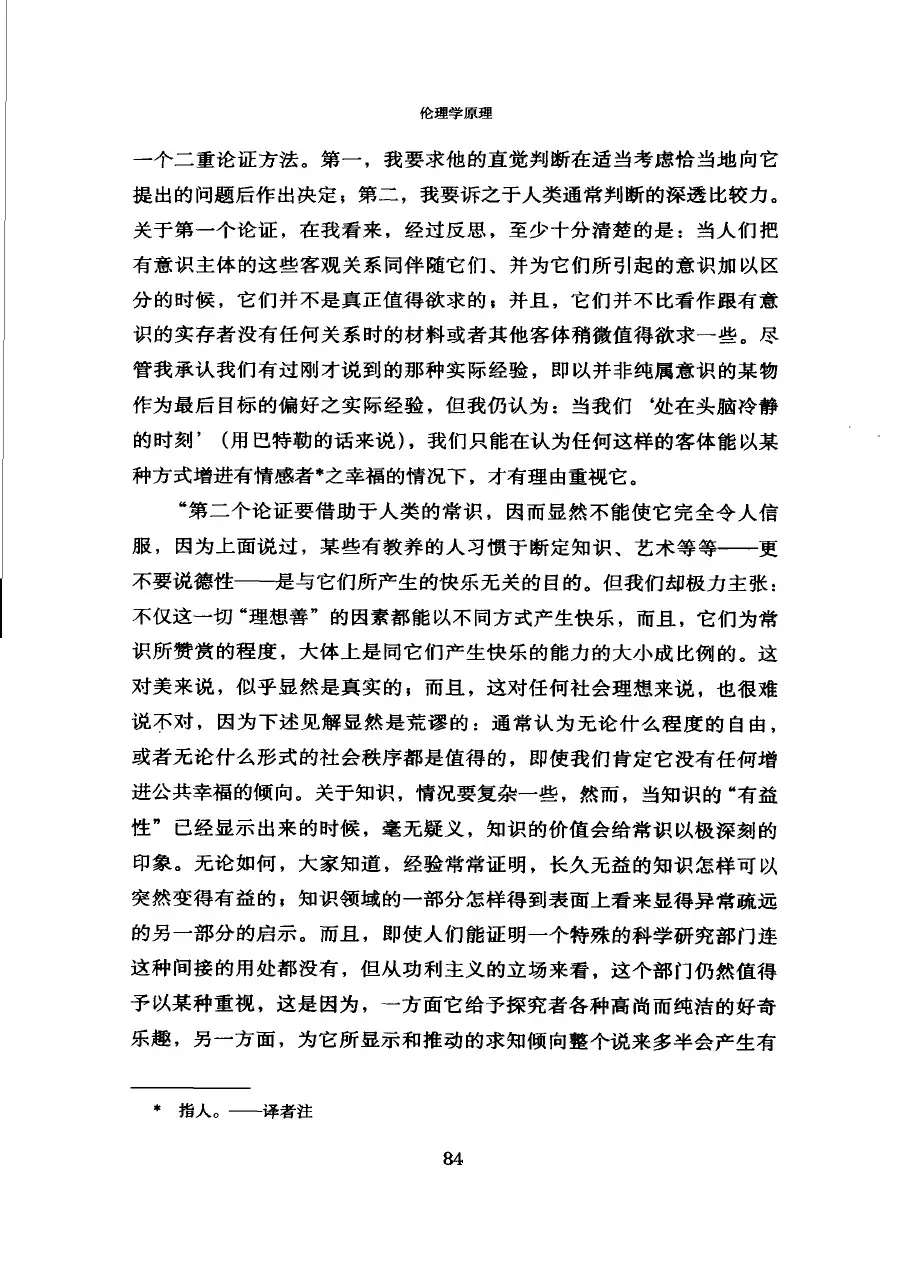 伦理学原理
一个二重论证方法。第一，我要求他的直觉判断在适当考虑恰当地向它
提出的问题后作出决定；第二，我要诉之于人类通常判断的深透比较力。
关于第一个论证，在我看来，经过反思，至少十分清楚的是：当人们把
有意识主体的这些客观关系同伴随它们、并为它们所引起的意识加以区
分的时候，它们并不是真正值得欲求的；并且，它们并不比看作跟有意
识的实存者没有任何关系时的材料或者其他客体稍微值得欲求一些。尽
管我承认我们有过刚才说到的那种实际经验，即以并非纯属意识的某物
作为最后目标的偏好之实际经验，但我仍认为：当我们‘处在头脑冷静
的时刻’（用巴特勒的话来说），我们只能在认为任何这样的客体能以某
种方式增进有情感者*之幸福的情况下，才有理由重视它。
“第二个论证要借助于人类的常识，因而显然不能使它完全令人信
服，因为上面说过，某些有教养的人习惯于断定知识、艺术等等——更
不要说德性——是与它们所产生的快乐无关的目的。但我们却极力主张：
不仅这一切“理想善”的因素都能以不同方式产生快乐，而且，它们为常
识所赞赏的程度，大体上是同它们产生快乐的能力的大小成比例的。这
对美来说，似乎显然是真实的；而且，这对任何社会理想来说，也很难
说不对，因为下述见解显然是荒谬的：通常认为无论什么程度的自由，
或者无论什么形式的社会秩序都是值得的，即使我们肯定它没有任何增
进公共幸福的倾向。关于知识，情况要复杂一些，然而，当知识的“有益
性”已经显示出来的时候，毫无疑义，知识的价值会给常识以极深刻的
印象。无论如何，大家知道，经验常常证明，长久无益的知识怎样可以
突然变得有益的；知识领域的一部分怎样得到表面上看来显得异常疏远
的另一部分的启示。而且，即使人们能证明一个特殊的科学研究部门连
这种间接的用处都没有，但从功利主义的立场来看，这个部门仍然值得
予以某种重视，这是因为，一方面它给予探究者各种高尚而纯洁的好奇
乐趣，另一方面，为它所显示和推动的求知倾向整个说来多半会产生有
* 指人。——译者注
84